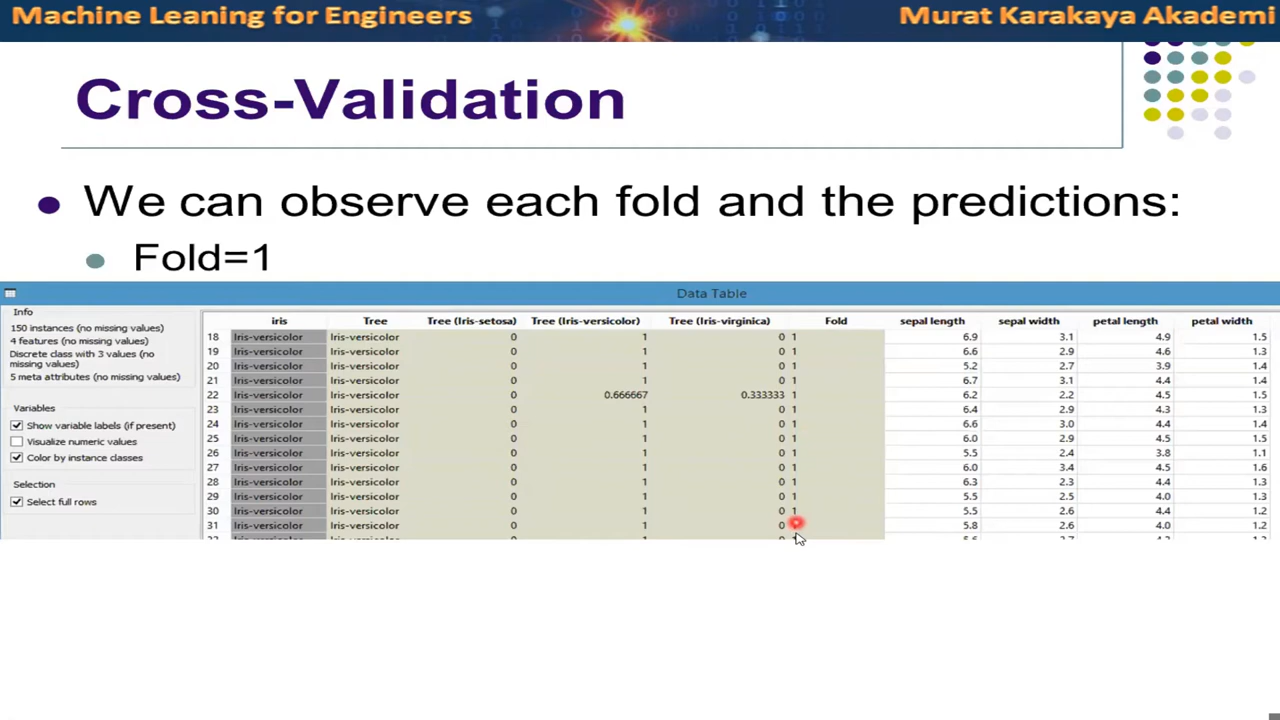 Machine Leaning for Engineers Murat Karakaya Akademi
Cross-Validation
We can observe each fold and the predictions:
Fold=1
Data Table
Info
150 instances (no missing values)
4 features (no missing values)
Discrete class with 3 values (no
missing values)
5 meta attributes (no missing values)
Variables
Show variable labels (if present)
Visualize numeric values
Color by instance classes
Selection
Select full rows
iris Tree Tree (Iris-setosa) Tree (Iris-versicolor) Tree (Iris-virginica) Fold sepal length sepal width petal length petal width
18 Iris-versicolor Iris-versicolor 0 1 0 1 6.9 3.1 4.9 1.5
19 Iris-versicolor Iris-versicolor 0 1 0 1 6.6 2.9 4.6 1.3
20 Iris-versicolor Iris-versicolor 0 1 0 1 5.2 2.7 3.9 1.4
21 Iris-versicolor Iris-versicolor 0 1 0 1 6.7 3.1 4.4 1.4
22 Iris-versicolor Iris-versicolor 0 0.666667 0.333333 1 6.2 2.2 4.5 1.5
23 Iris-versicolor Iris-versicolor 0 1 0 1 6.4 2.9 4.3 1.3
24 Iris-versicolor Iris-versicolor 0 1 0 1 6.6 3.0 4.4 1.4
25 Iris-versicolor Iris-versicolor 0 1 0 1 6.0 2.9 4.5 1.5
26 Iris-versicolor Iris-versicolor 0 1 0 1 5.5 2.4 3.8 1.1
27 Iris-versicolor Iris-versicolor 0 1 0 1 6.0 3.4 4.5 1.6
28 Iris-versicolor Iris-versicolor 0 1 0 1 6.3 2.3 4.4 1.3
29 Iris-versicolor Iris-versicolor 0 1 0 1 5.5 2.5 4.0 1.3
30 Iris-versicolor Iris-versicolor 0 1 0 1 5.5 2.6 4.4 1.2
31 Iris-versicolor Iris-versicolor 0 1 0 5.8 2.6 4.0 1.2